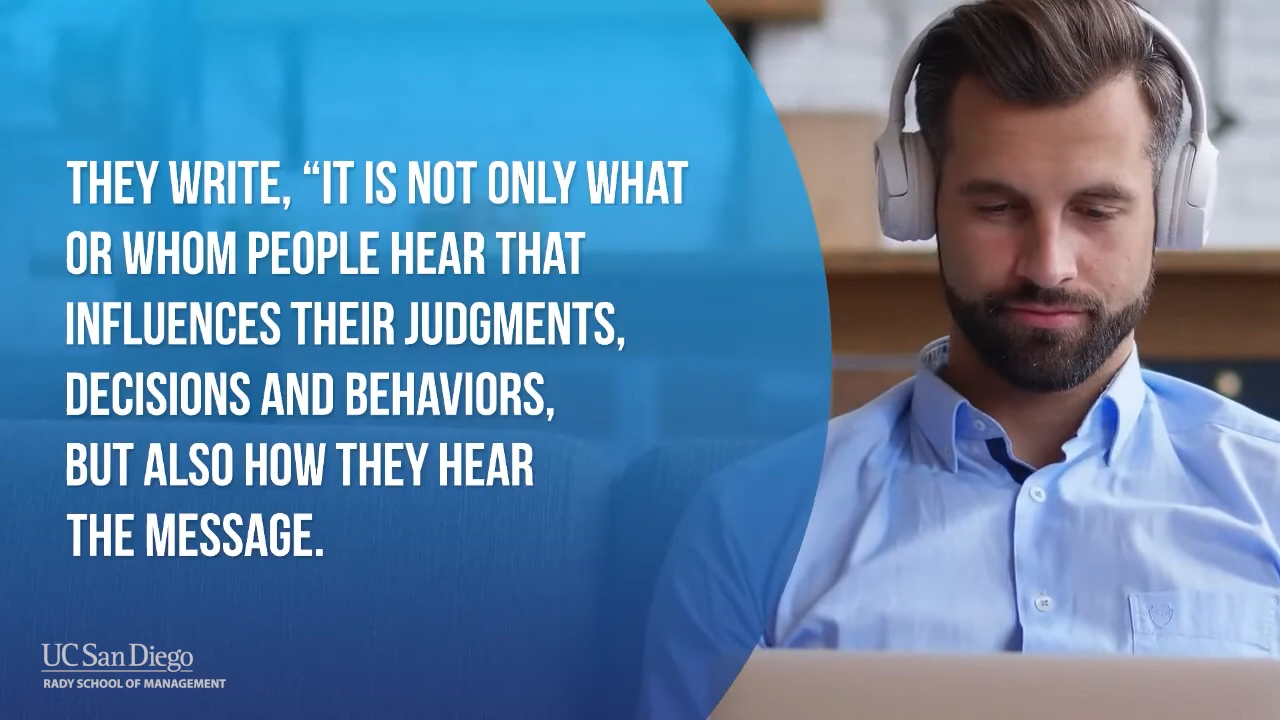 THEY WRITE, “IT IS NOT ONLY WHAT
OR WHOM PEOPLE HEAR THAT
INFLUENCES THEIR JUDGMENTS,
DECISIONS AND BEHAVIORS,
BUT ALSO HOW THEY HEAR
THE MESSAGE.
UC San Diego
RADY SCHOOL OF MANAGEMENT